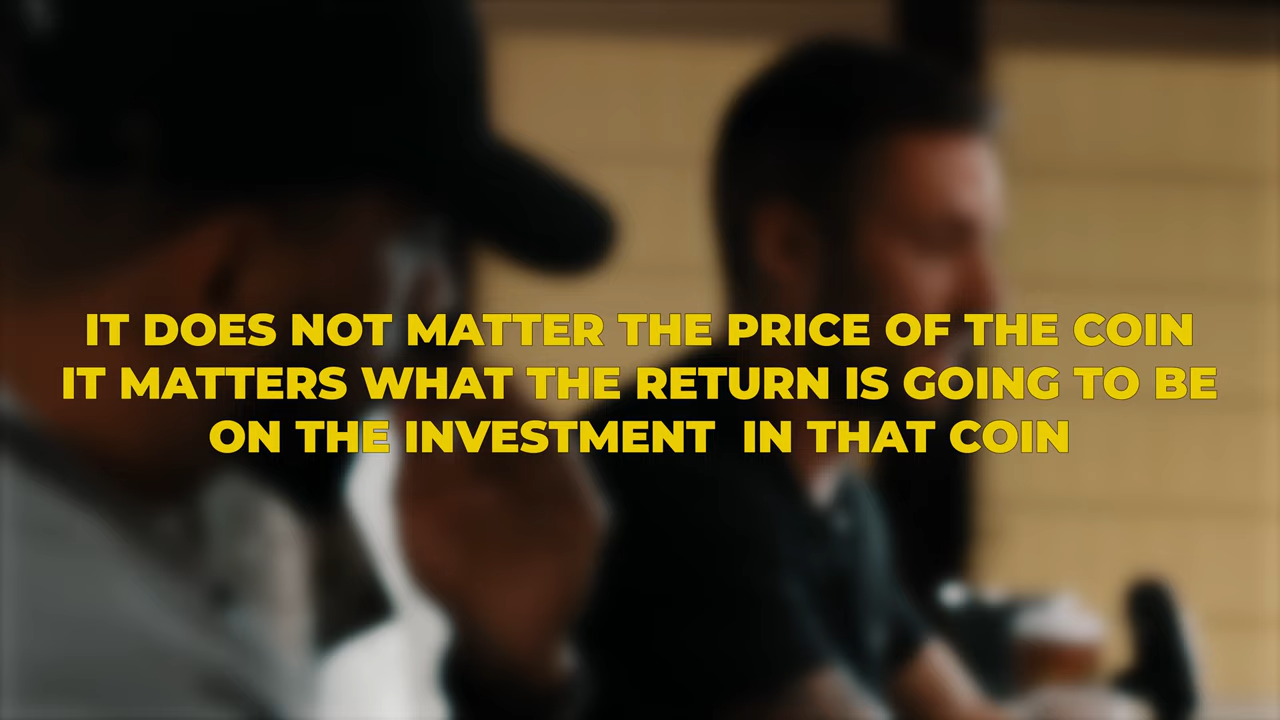 IT DOES NOT MATTER THE PRICE OF THE COIN
IT MATTERS WHAT THE RETURN IS GOING TO BE
ON THE INVESTMENT  IN THAT COIN